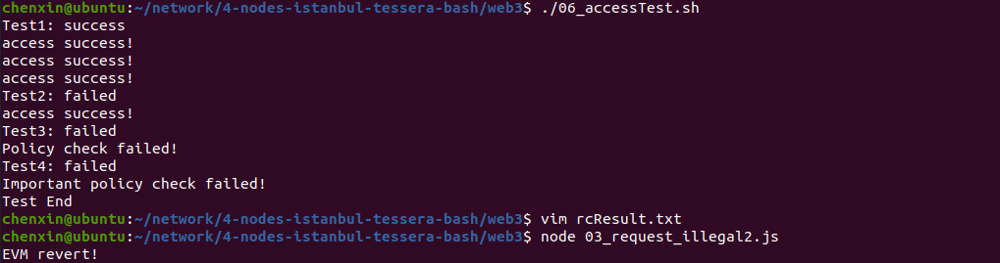 chenxin@ubuntu:~/network/4-nodes-istanbul-tessera-bash/web3$ ./06_accessTest.sh
Test1: success
access success!
access success!
access success!
Test2: failed
access success!
Test3: failed
Policy check failed!
Test4: failed
Important policy check failed!
Test End
chenxin@ubuntu:~/network/4-nodes-istanbul-tessera-bash/web3$ vim rcResult.txt
chenxin@ubuntu:~/network/4-nodes-istanbul-tessera-bash/web3$ node 03_request_illegal2.js
EVM revert!